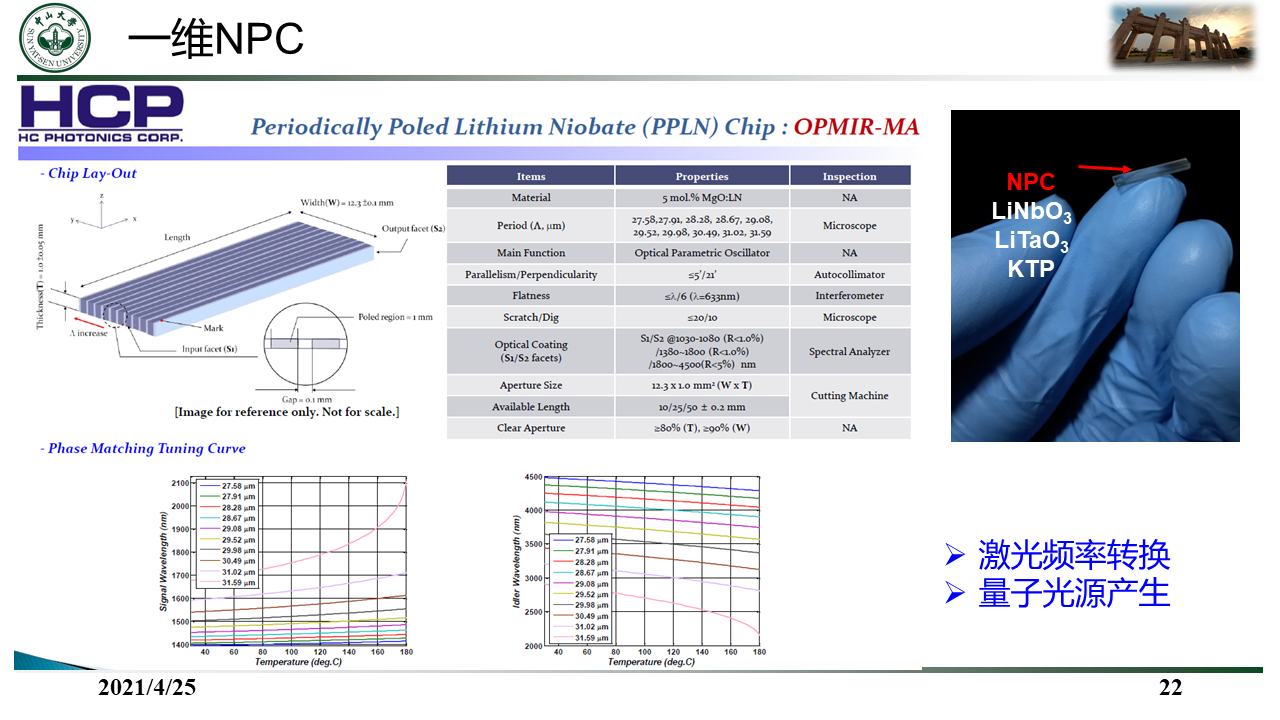 中山大学
SUN YAT-SEN UNIVERSITY
一维NPC
HCP
HC PHOTONICS CORP.
Periodically Poled Lithium Niobate (PPLN) Chip : OPMIR-MA
- Chip Lay-Out
z
y
x
Width(W) = 12.3 ±0.1 mm
Length
Output facet (S2)
Thickness(T) = 1.0 ±0.05 mm
Λ increase
Mark
Input facet (S1)
Poled region = 1 mm
Gap = 0.1 mm
[Image for reference only. Not for scale.]
Items Properties Inspection
Material 5 mol.% MgO:LN NA
Period (Λ, µm) 27.58,27.91, 28.28, 28.67, 29.08,
29.52, 29.98, 30.49, 31.02, 31.59 Microscope
Main Function Optical Parametric Oscillator NA
Parallelism/Perpendicularity ≤5'/21' Autocollimator
Flatness ≤λ/6 (λ=633nm) Interferometer
Scratch/Dig ≤20/10 Microscope
Optical Coating
(S1/S2 facets)
S1/S2 @1030-1080 (R<1.0%)
/1380~1800 (R<1.0%)
/1800~4500(R<5%) nm
Spectral Analyzer
Aperture Size 12.3 x 1.0 mm² (W x T)
Cutting Machine
Available Length 10/25/50 ± 0.2 mm
Clear Aperture ≥80% (T), ≥90% (W) NA
NPC
LiNbO₃
LiTaO₃
KTP
- Phase Matching Tuning Curve
Signal Wavelength (nm)
2100
2000
1900
1800
1700
1600
1500
1400
27.58 µm
27.91 µm
28.28 µm
28.67 µm
29.08 µm
29.52 µm
29.98 µm
30.49 µm
31.02 µm
31.59 µm
40 60 80 100 120 140 160 180
Temperature (deg.C)
Idler Wavelength (nm)
4500
4000
3500
3000
2500
2000
27.58 µm
27.91 µm
28.28 µm
28.67 µm
29.08 µm
29.52 µm
29.98 µm
30.49 µm
31.02 µm
31.59 µm
40 60 80 100 120 140 160 180
Temperature (deg.C)
➢ 激光频率转换
➢ 量子光源产生
2021/4/25
22